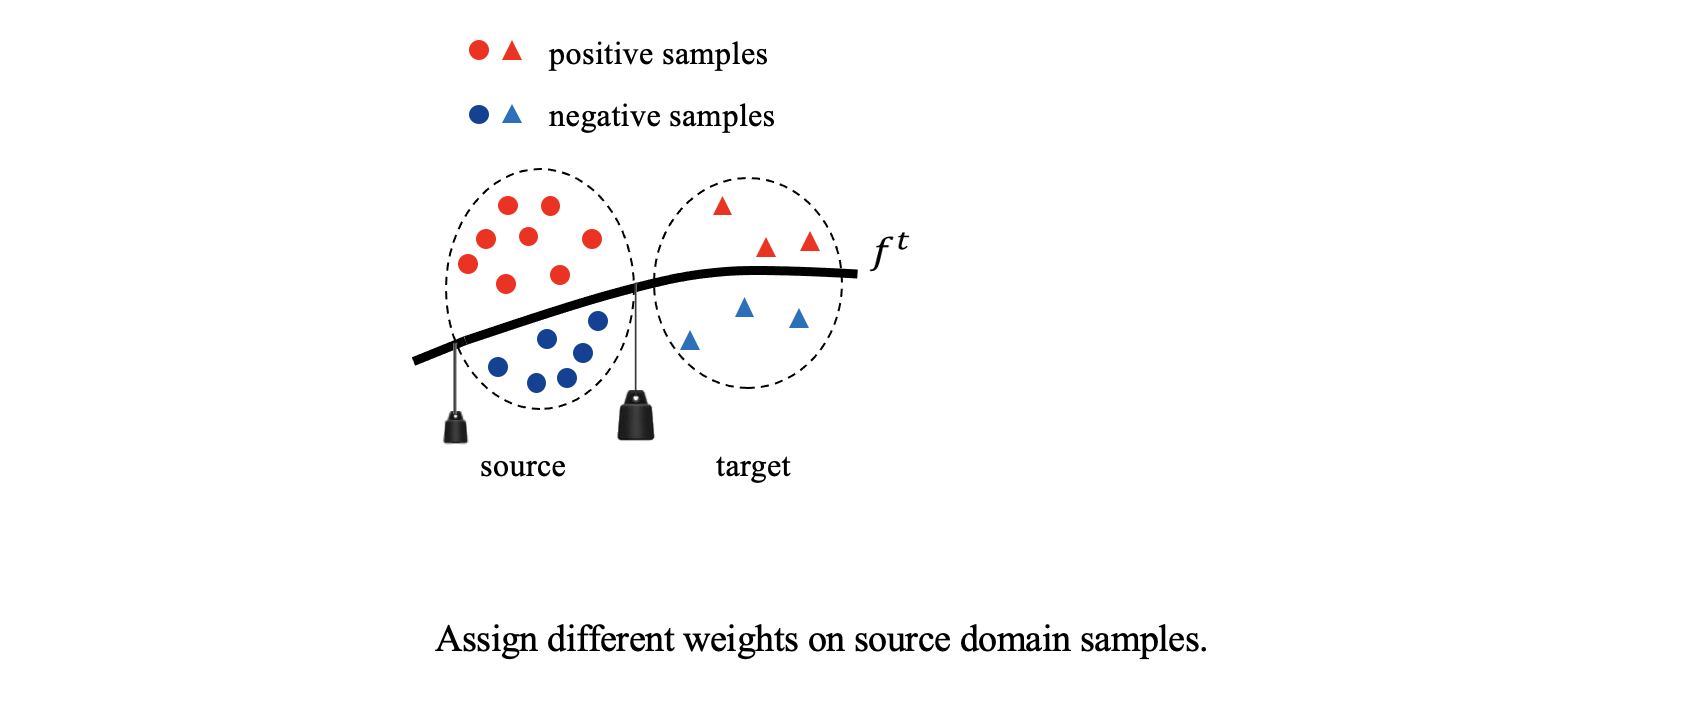 positive samples
negative samples
f^t
source
target
Assign different weights on source domain samples.